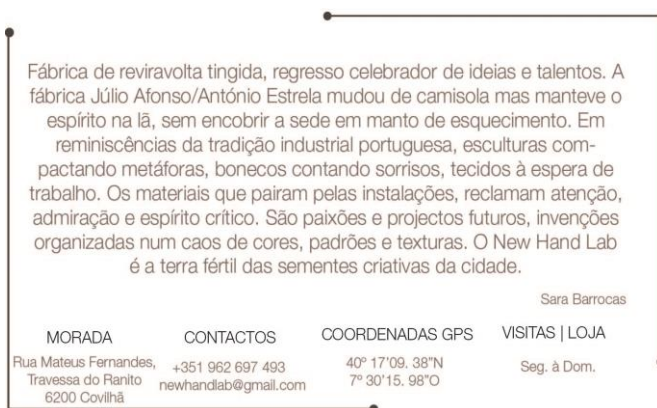 Fábrica de reviravolta tingida, regresso celebrador de ideias e talentos. A
fábrica Júlio Afonso/António Estrela mudou de camisola mas manteve o
espírito na lã, sem encobrir a sede em manto de esquecimento. Em
reminiscências da tradição industrial portuguesa, esculturas com-
pactando metáforas, bonecos contando sorrisos, tecidos à espera de
trabalho. Os materiais que pairam pelas instalações, reclamam atenção,
admiração e espírito crítico. São paixões e projectos futuros, invenções
organizadas num caos de cores, padrões e texturas. O New Hand Lab
é a terra fértil das sementes criativas da cidade.
Sara Barrocas
MORADA
Rua Mateus Fernandes,
Travessa do Ranito
6200 Covilhã
CONTACTOS
+351 962 697 493
newhandlab@gmail.com
COORDENADAS GPS
40º 17'09. 38"N
7º 30'15. 98"O
VISITAS | LOJA
Seg. à Dom.